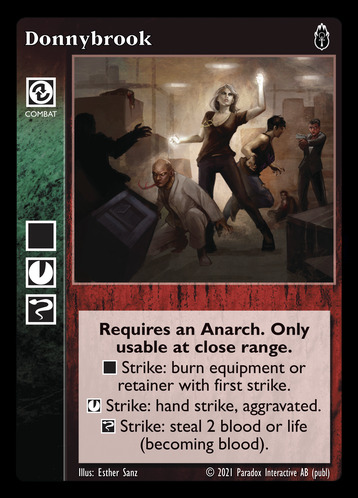 Donnybrook
COMBAT
Requires an Anarch. Only
usable at close range.
Strike: burn equipment or
retainer with first strike.
Strike: hand strike, aggravated.
Strike: steal 2 blood or life
(becoming blood).
Illus: Esther Sanz © 2021 Paradox Interactive AB (publ)